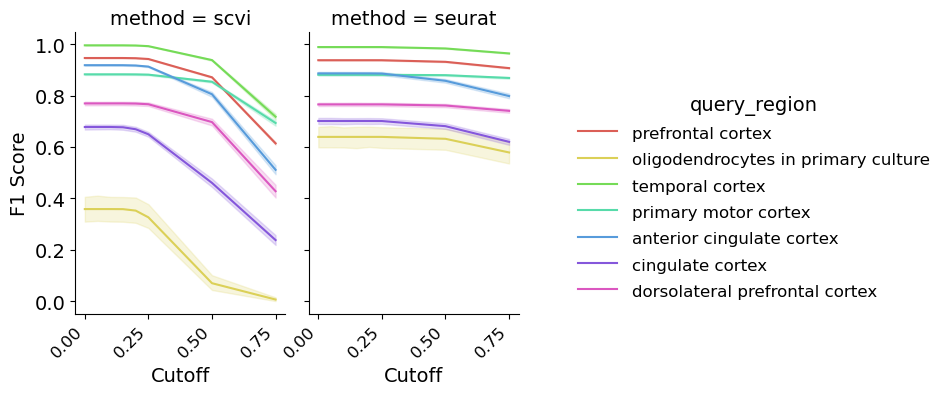 method = scvi
method = seurat
F1 Score
1.0
0.8
0.6
0.4
0.2
0.0
0.00
0.25
0.50
0.75
Cutoff
0.00
0.25
0.50
0.75
Cutoff
query_region
prefrontal cortex
oligodendrocytes in primary culture
temporal cortex
primary motor cortex
anterior cingulate cortex
cingulate cortex
dorsolateral prefrontal cortex